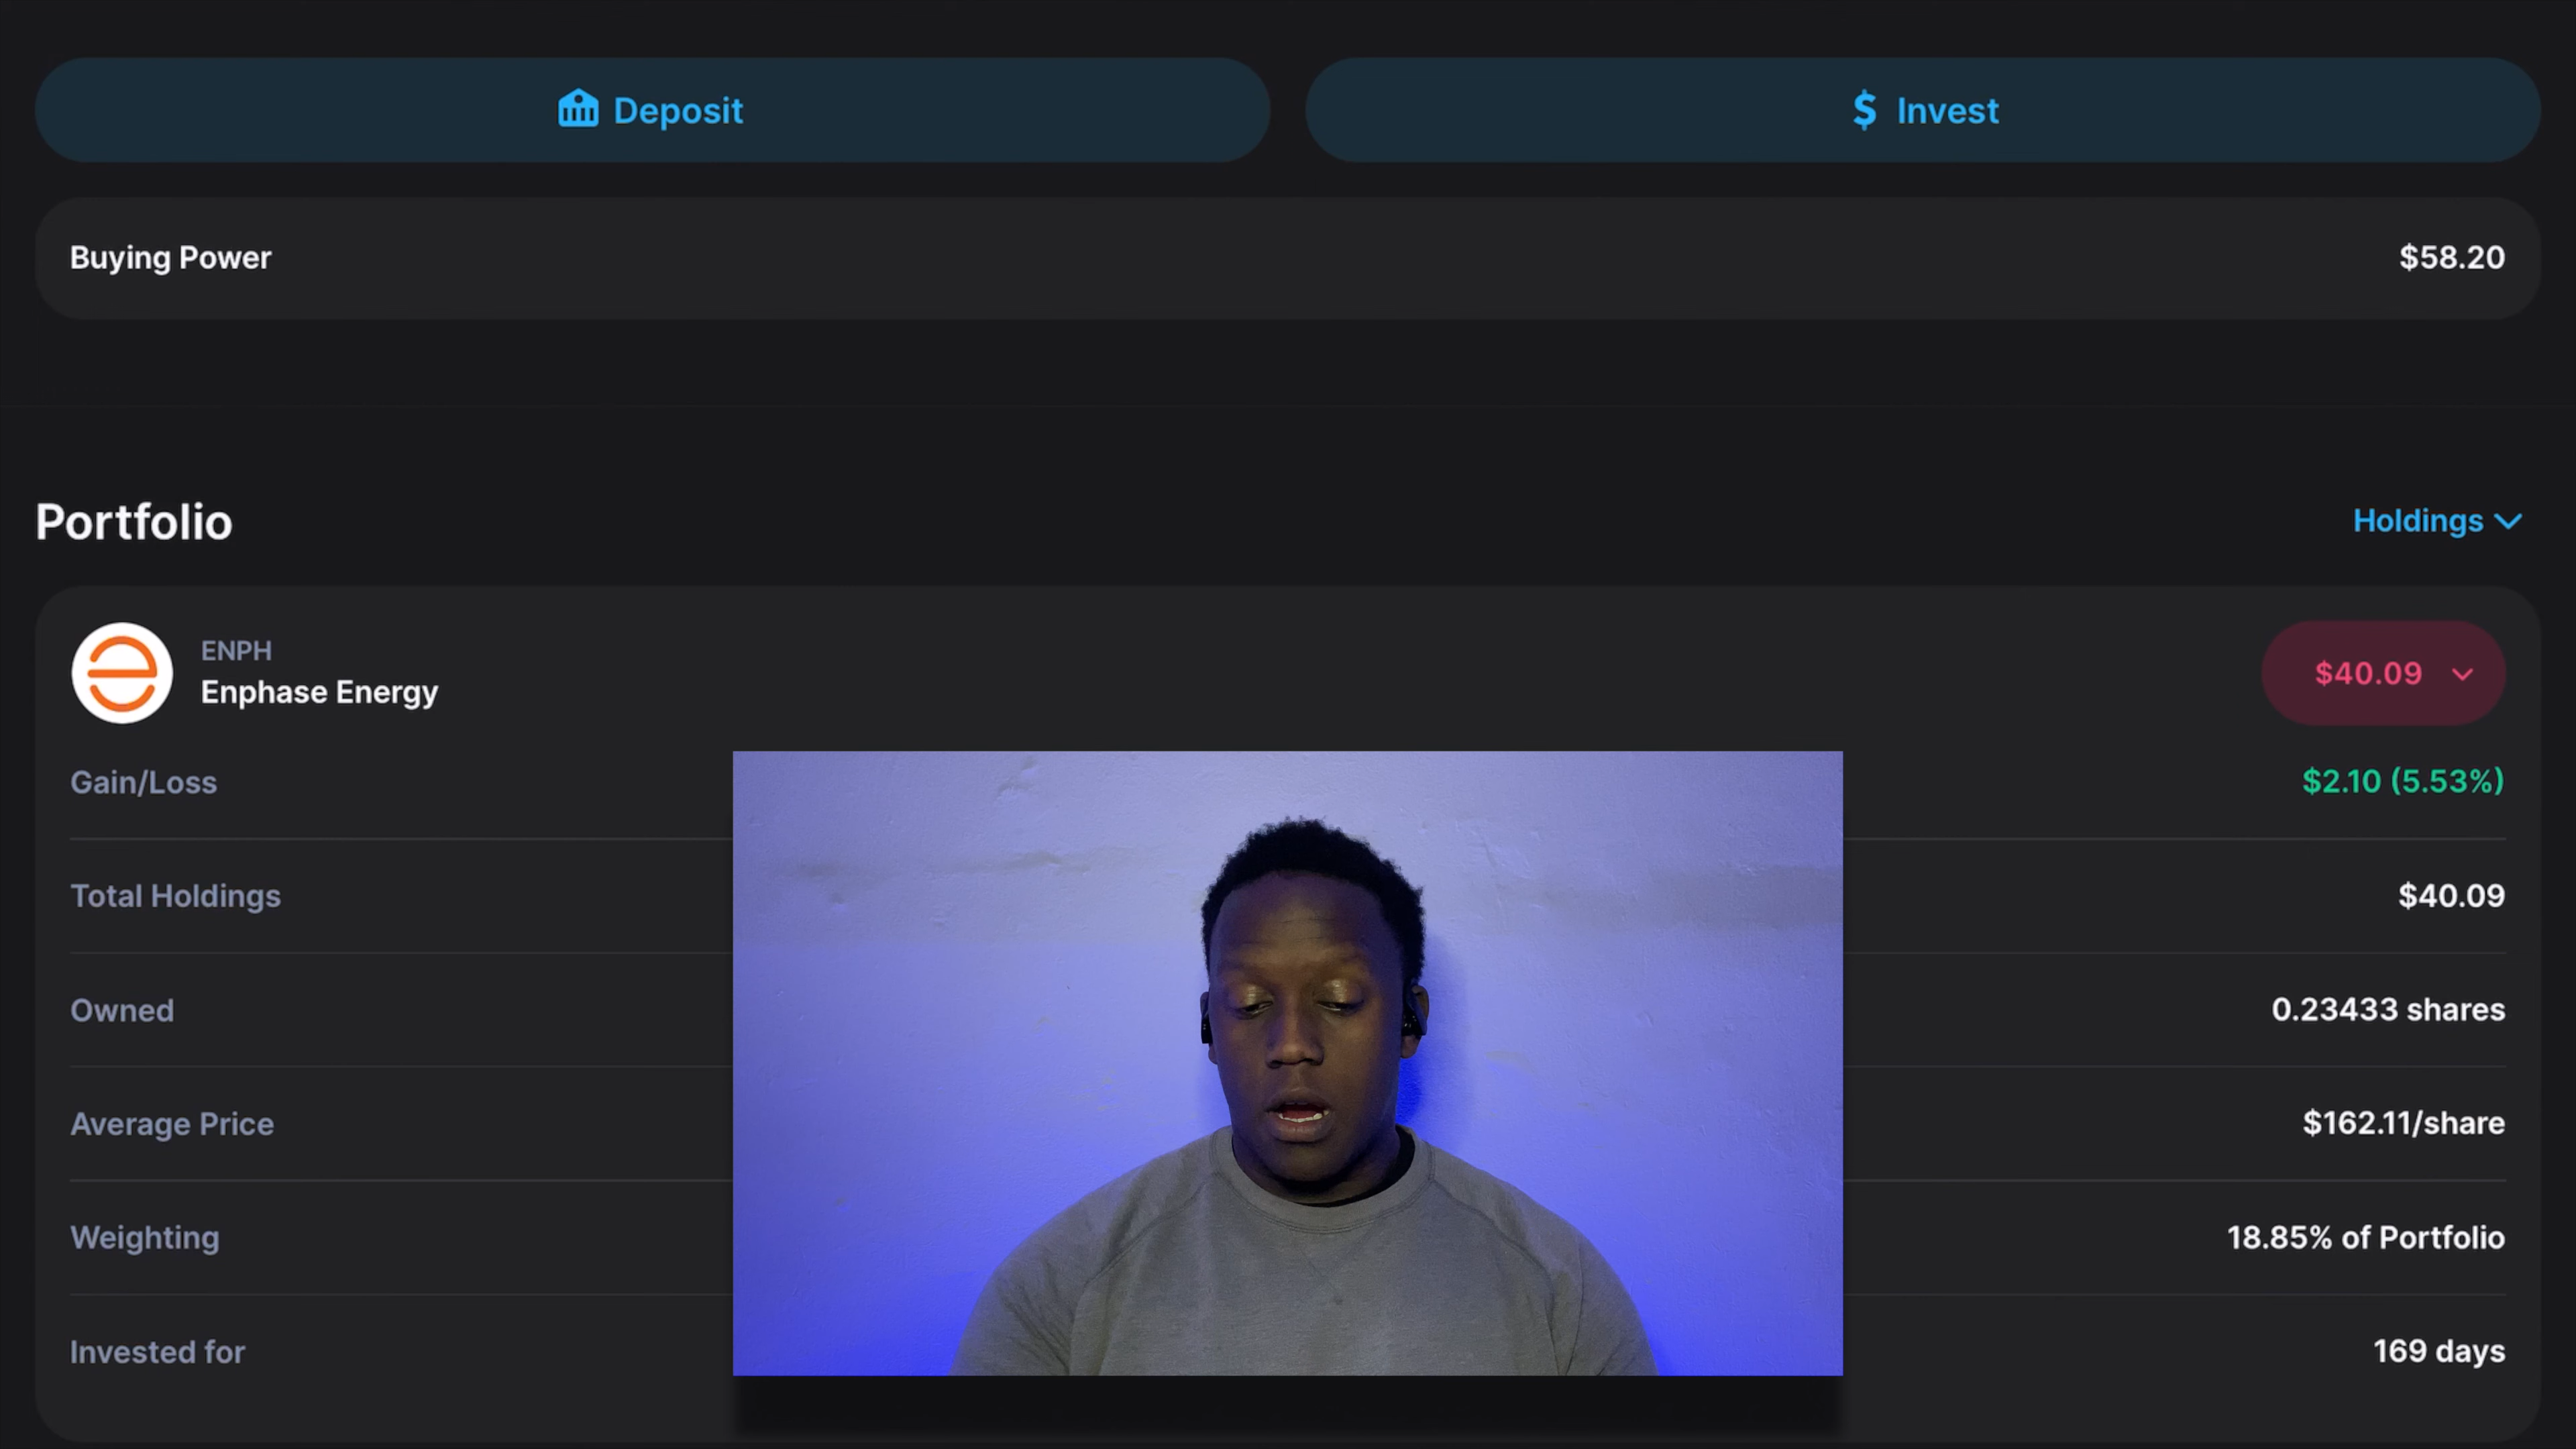 Deposit
$ Invest
Buying Power $58.20
Portfolio Holdings
ENPH
Enphase Energy
$40.09
Gain/Loss $2.10 (5.53%)
Total Holdings $40.09
Owned 0.23433 shares
Average Price $162.11/share
Weighting 18.85% of Portfolio
Invested for 169 days